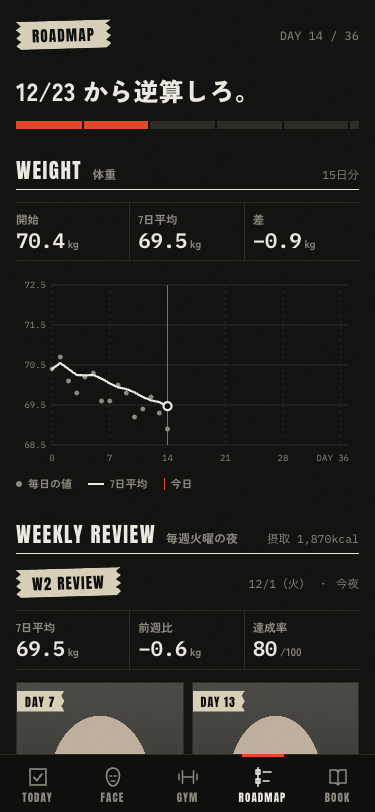 ROADMAP
DAY 14 / 36
12/23 から逆算しろ。
WEIGHT 体重 15日分
開始 7日平均 差
70.4 kg 69.5 kg −0.9 kg
72.5
71.5
70.5
69.5
68.5
0 7 14 21 28 DAY 36
毎日の値 7日平均 今日
WEEKLY REVIEW 毎週火曜の夜 摂取 1,870kcal
W2 REVIEW 12/1（火） · 今夜
7日平均 前週比 達成率
69.5 kg −0.6 kg 80 /100
DAY 7 DAY 13
TODAY FACE GYM ROADMAP BOOK